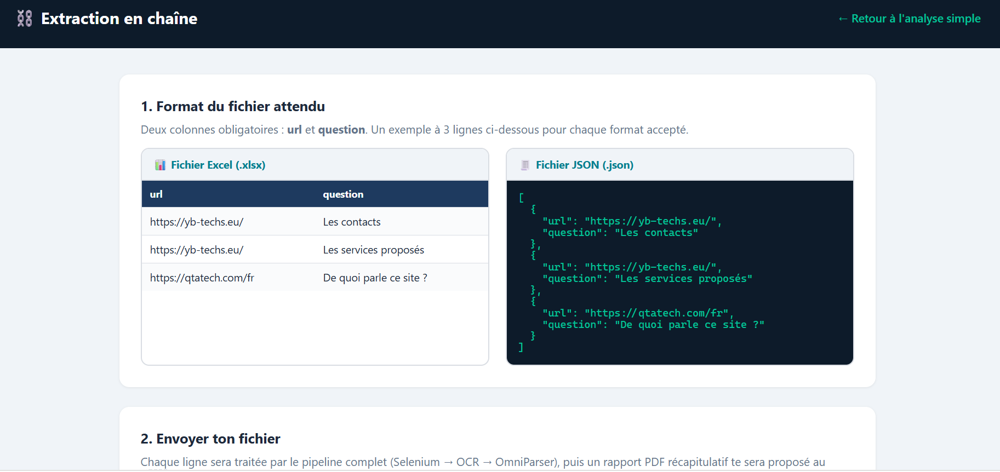 Extraction en chaîne
← Retour à l'analyse simple
1. Format du fichier attendu
Deux colonnes obligatoires : url et question. Un exemple à 3 lignes ci-dessous pour chaque format accepté.
Fichier Excel (.xlsx)
url question
https://yb-techs.eu/ Les contacts
https://yb-techs.eu/ Les services proposés
https://qtatech.com/fr De quoi parle ce site ?
Fichier JSON (.json)
[
  {
    "url": "https://yb-techs.eu/",
    "question": "Les contacts"
  },
  {
    "url": "https://yb-techs.eu/",
    "question": "Les services proposés"
  },
  {
    "url": "https://qtatech.com/fr",
    "question": "De quoi parle ce site ?"
  }
]
2. Envoyer ton fichier
Chaque ligne sera traitée par le pipeline complet (Selenium → OCR → OmniParser), puis un rapport PDF récapitulatif te sera proposé au